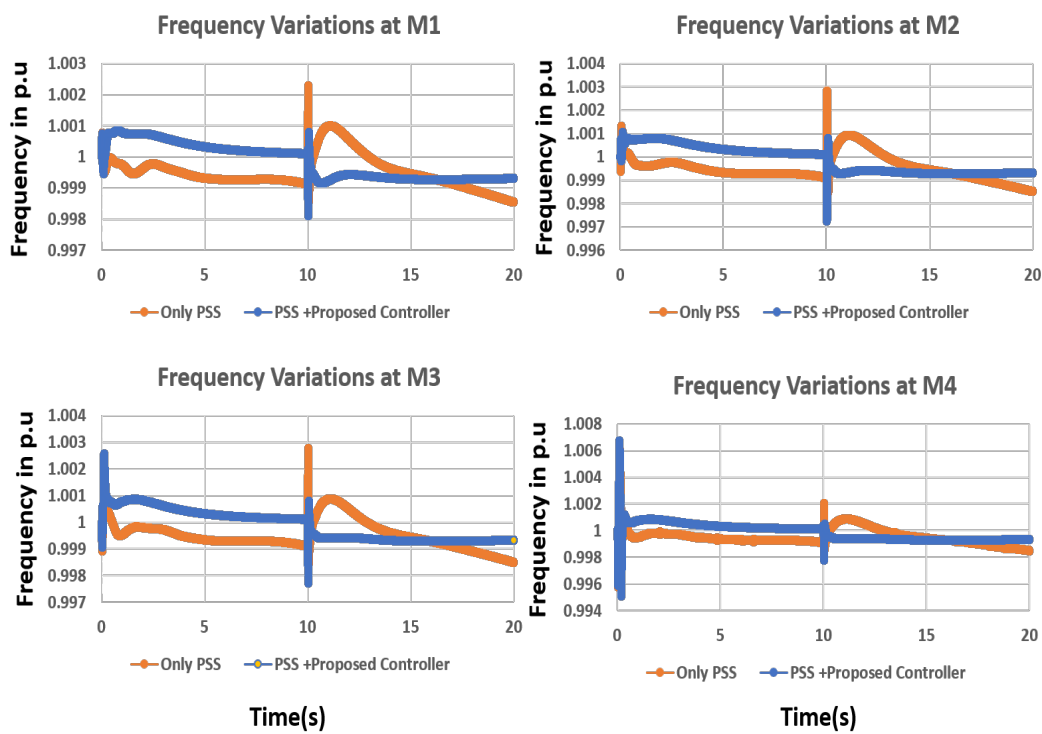 Frequency Variations at M1
Frequency in p.u
1.003
1.002
1.001
1
0.999
0.998
0.997
0 5 10 15 20
Only PSS PSS +Proposed Controller
Frequency Variations at M2
Frequency in p.u
1.004
1.003
1.002
1.001
1
0.999
0.998
0.997
0.996
0 5 10 15 20
Only PSS PSS +Proposed Controller
Frequency Variations at M3
Frequency in p.u
1.004
1.003
1.002
1.001
1
0.999
0.998
0.997
0 5 10 15 20
Only PSS PSS +Proposed Controller
Time(s)
Frequency Variations at M4
Frequency in p.u
1.008
1.006
1.004
1.002
1
0.998
0.996
0.994
0 5 10 15 20
Only PSS PSS +Proposed Controller
Time(s)